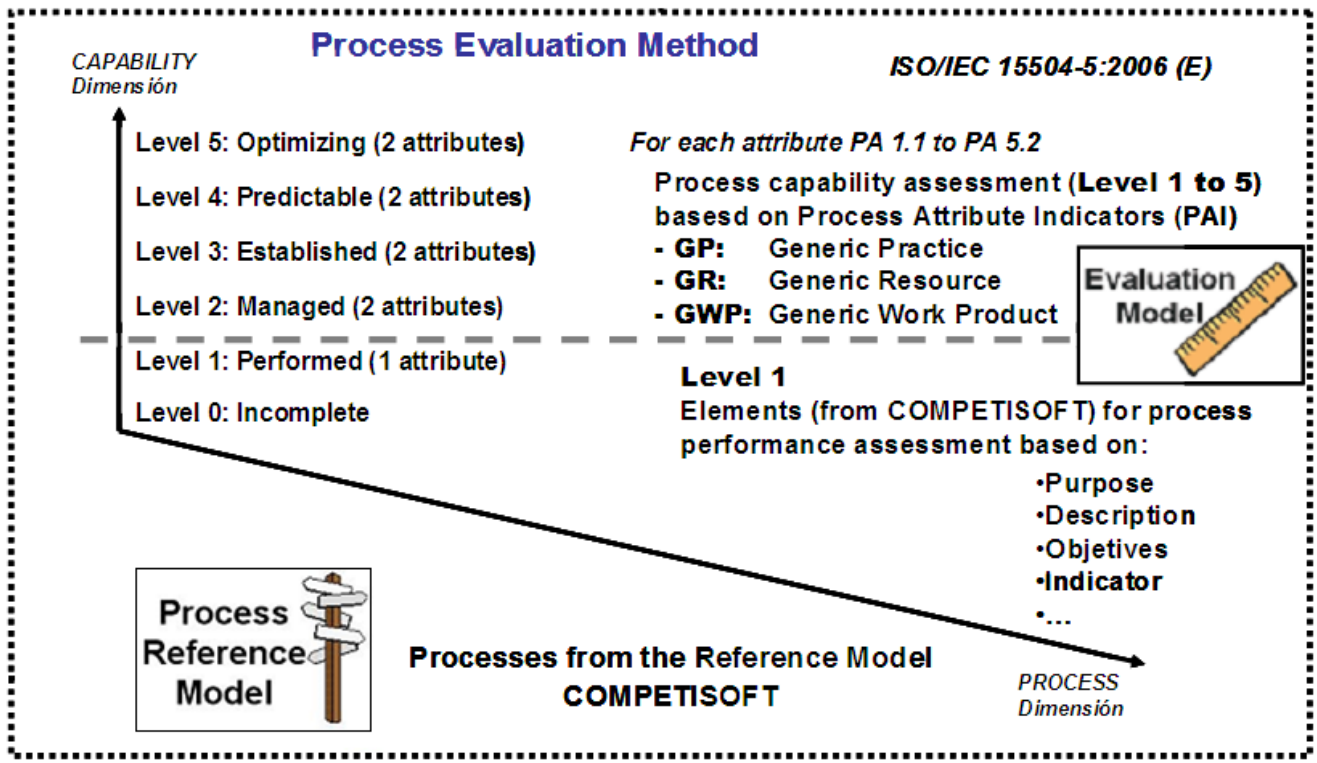 Process Evaluation Method
CAPABILITY
Dimensión
ISO/IEC 15504-5:2006 (E)
Level 5: Optimizing (2 attributes)
Level 4: Predictable (2 attributes)
Level 3: Established (2 attributes)
Level 2: Managed (2 attributes)
Level 1: Performed (1 attribute)
Level 0: Incomplete
For each attribute PA 1.1 to PA 5.2
Process capability assessment (Level 1 to 5)
basesd on Process Attribute Indicators (PAI)
- GP: Generic Practice
- GR: Generic Resource
- GWP: Generic Work Product
Evaluation
Model
Level 1
Elements (from COMPETISOFT) for process
performance assessment based on:
•Purpose
•Description
•Objetives
•Indicator
•...
Process
Reference
Model
Processes from the Reference Model
COMPETISOFT
PROCESS
Dimensión